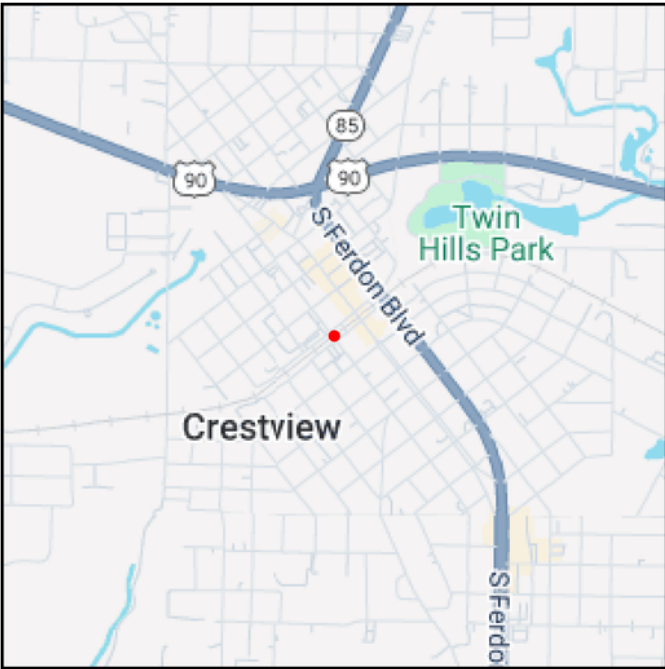 85
90
90
S Ferdon Blvd
Twin
Hills Park
Crestview
S Ferdo